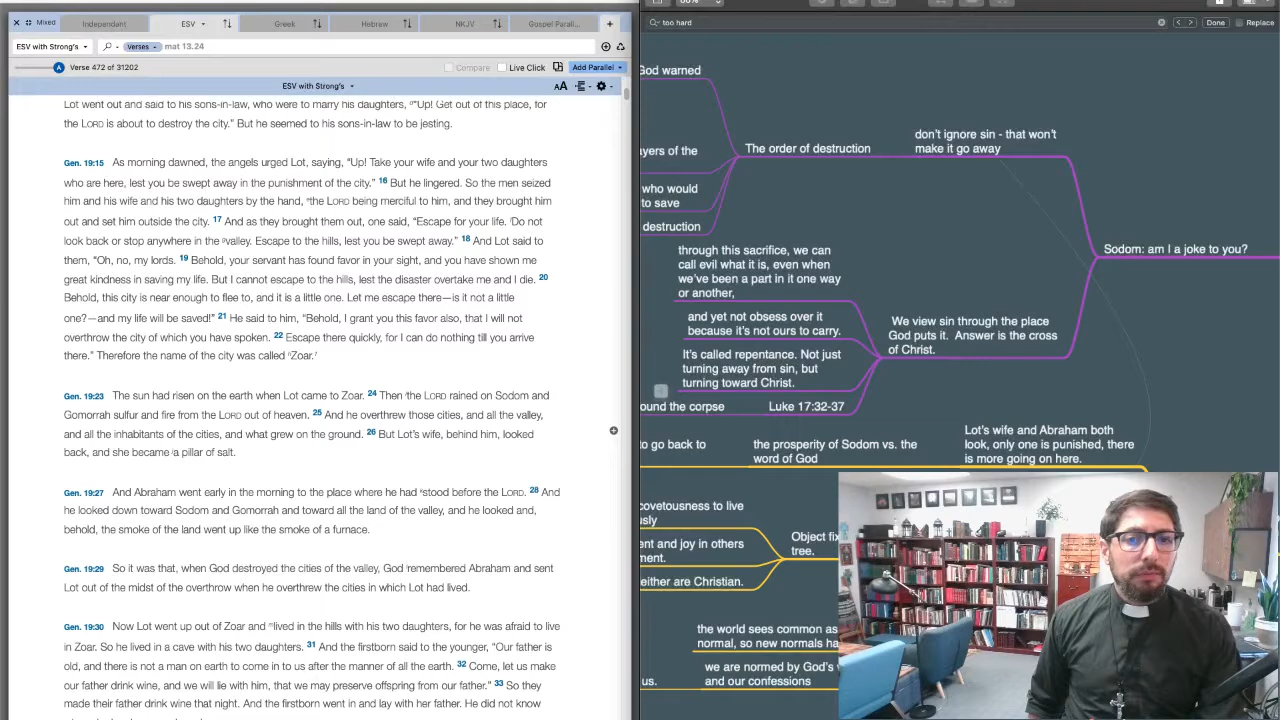 Mixed
Independant
ESV
Greek
Hebrew
NKJV
Gospel Parall...
ESV with Strong's
Verses
mat 13.24
Verse 472 of 31202
Compare
Live Click
Add Parallel
ESV with Strong's
AA
Lot went out and said to his sons-in-law, who were to marry his daughters, “Up! Get out of this place, for
the LORD is about to destroy the city.” But he seemed to his sons-in-law to be jesting.
Gen. 19:15 As morning dawned, the angels urged Lot, saying, “Up! Take your wife and your two daughters
who are here, lest you be swept away in the punishment of the city.” 16 But he lingered. So the men seized
him and his wife and his two daughters by the hand, the LORD being merciful to him, and they brought him
out and set him outside the city. 17 And as they brought them out, one said, “Escape for your life. Do not
look back or stop anywhere in the valley. Escape to the hills, lest you be swept away.” 18 And Lot said to
them, “Oh, no, my lords. 19 Behold, your servant has found favor in your sight, and you have shown me
great kindness in saving my life. But I cannot escape to the hills, lest the disaster overtake me and I die. 20
Behold, this city is near enough to flee to, and it is a little one. Let me escape there—is it not a little
one?—and my life will be saved!” 21 He said to him, “Behold, I grant you this favor also, that I will not
overthrow the city of which you have spoken. 22 Escape there quickly, for I can do nothing till you arrive
there.” Therefore the name of the city was called Zoar.
Gen. 19:23 The sun had risen on the earth when Lot came to Zoar. 24 Then the LORD rained on Sodom and
Gomorrah sulfur and fire from the LORD out of heaven. 25 And he overthrew those cities, and all the valley,
and all the inhabitants of the cities, and what grew on the ground. 26 But Lot’s wife, behind him, looked
back, and she became a pillar of salt.
Gen. 19:27 And Abraham went early in the morning to the place where he had stood before the LORD. 28 And
he looked down toward Sodom and Gomorrah and toward all the land of the valley, and he looked and,
behold, the smoke of the land went up like the smoke of a furnace.
Gen. 19:29 So it was that, when God destroyed the cities of the valley, God remembered Abraham and sent
Lot out of the midst of the overthrow when he overthrew the cities in which Lot had lived.
Gen. 19:30 Now Lot went up out of Zoar and lived in the hills with his two daughters, for he was afraid to live
in Zoar. So he lived in a cave with his two daughters. 31 And the firstborn said to the younger, “Our father is
old, and there is not a man on earth to come in to us after the manner of all the earth. 32 Come, let us make
our father drink wine, and we will lie with him, that we may preserve offspring from our father.” 33 So they
made their father drink wine that night. And the firstborn went in and lay with her father. He did not know
too hard
Done
Replace
God warned
ayers of the
who would
to save
destruction
The order of destruction
don’t ignore sin - that won’t
make it go away
Sodom: am I a joke to you?
through this sacrifice, we can
call evil what it is, even when
we’ve been a part in it one way
or another,
and yet not obsess over it
because it’s not ours to carry.
It’s called repentance. Not just
turning away from sin, but
turning toward Christ.
We view sin through the place
God puts it. Answer is the cross
of Christ.
ound the corpse
Luke 17:32-37
to go back to
the prosperity of Sodom vs. the
word of God
Lot’s wife and Abraham both
look, only one is punished, there
is more going on here.
covetousness to live
usly
ent and joy in others
ment.
either are Christian.
Object fix
tree.
the world sees common as
normal, so new normals ha
us.
we are normed by God’s
and our confessions